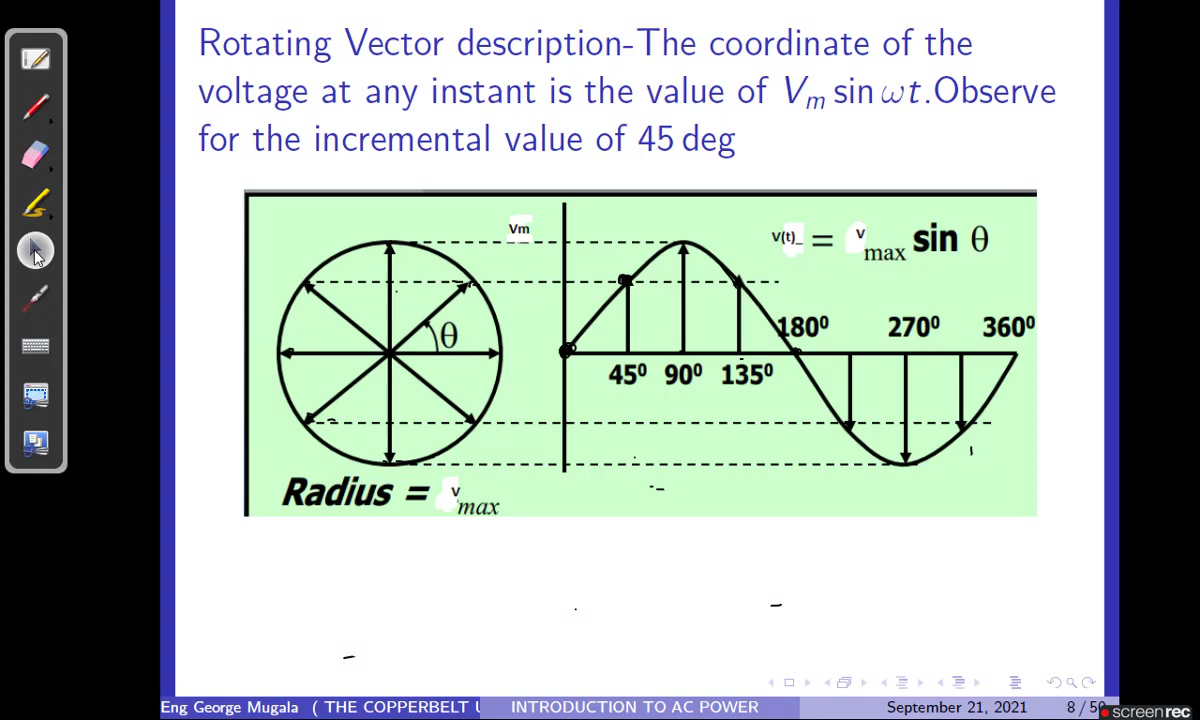 Rotating Vector description-The coordinate of the
voltage at any instant is the value of Vm sin ωt.Observe
for the incremental value of 45 deg
Vm
V(t)_ = v max sin θ
θ
180⁰ 270⁰ 360⁰
45⁰ 90⁰ 135⁰
Radius = v max
Eng George Mugala ( THE COPPERBELT U INTRODUCTION TO AC POWER September 21, 2021 8 / 50
screenrec